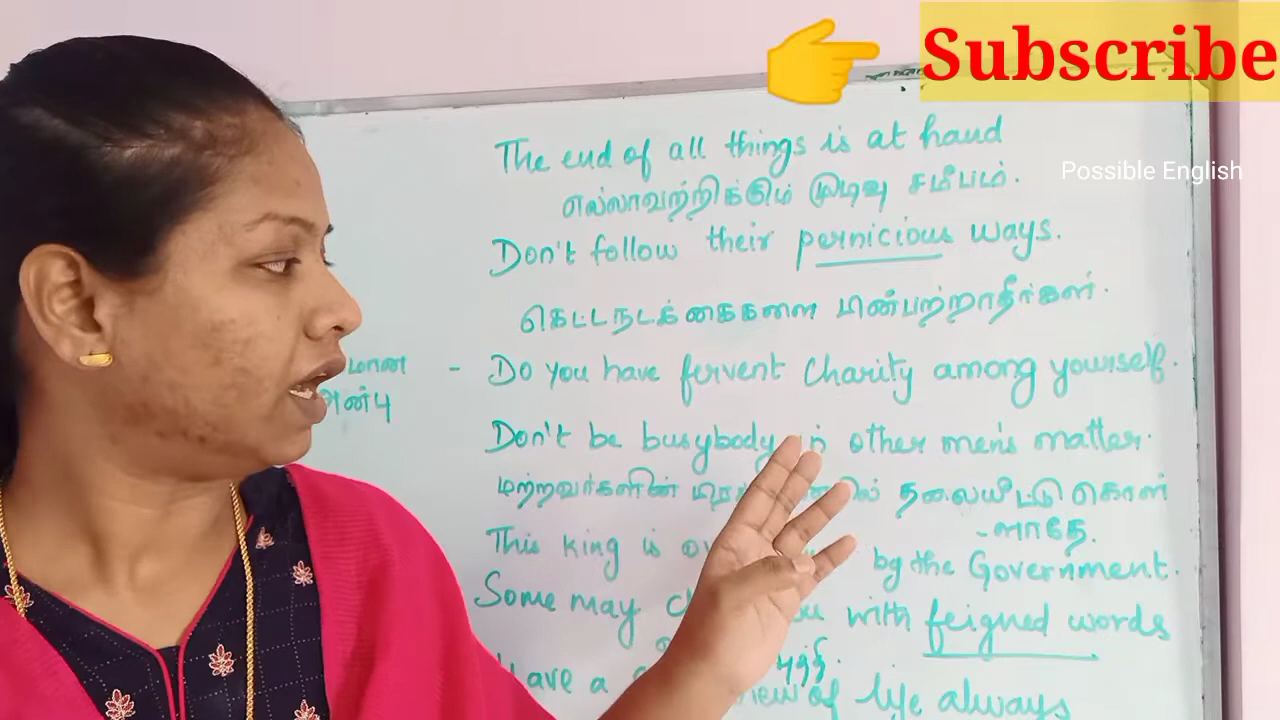 Subscribe
Possible English
The end of all things is at hand
எல்லாவற்றிக்கும் முடிவு சமீபம்.
Don't follow their pernicious ways.
கெட்டநடக்கைகளை பின்பற்றாதீர்கள்.
மான - Do you have fervent Charity among yourself.
அன்பு
Don't be busybody in other men's matter.
மற்றவர்களின் தலையீட்டு கொள்
-ளாதே.
This king is by the Government.
Some may with feigned words
புத்தி.
have a view of life always